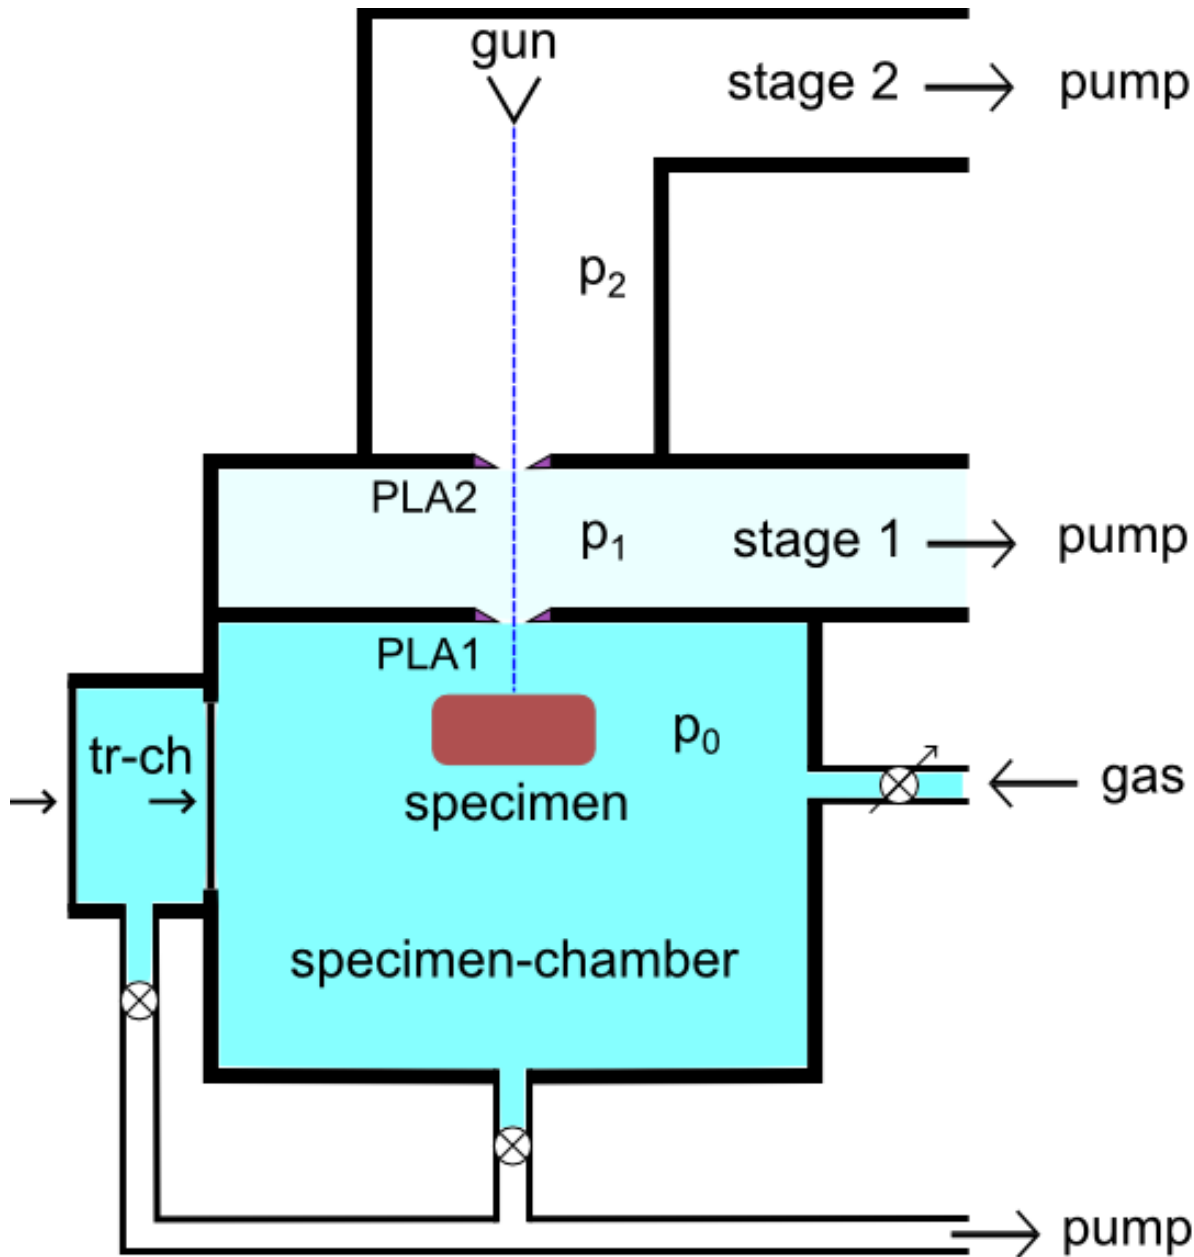 gun
stage 2
pump
p₂
PLA2
p₁
stage 1
pump
PLA1
p₀
tr-ch
specimen
gas
specimen-chamber
pump